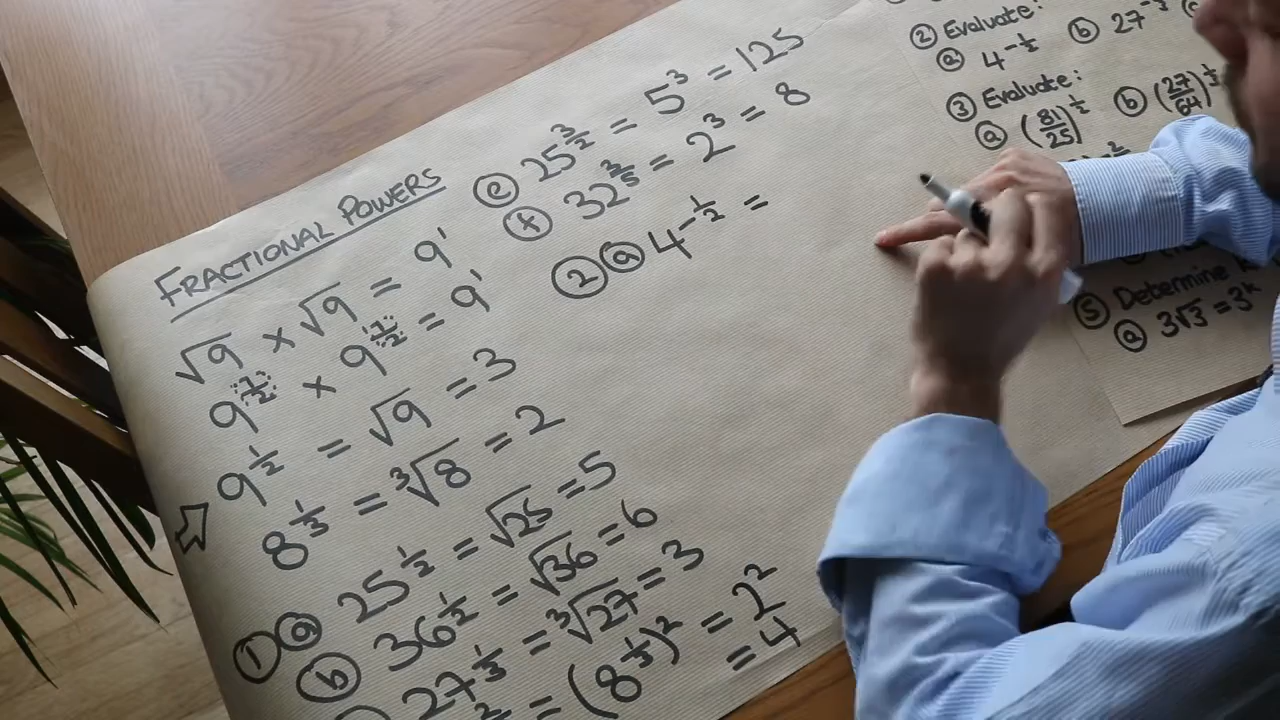 FRACTIONAL POWERS
√9 × √9 = 9¹
9^½ × 9^½ = 9¹
9^½ = √9 = 3
8^⅓ = ³√8 = 2
① ⓐ 25^½ = √25 = 5
ⓑ 36^½ = √36 = 6
27^⅓ = ³√27 = 3
= (8^⅓)² = 2²
= 4
ⓔ 25^(3/2) = 5³ = 125
ⓕ 32^(3/5) = 2³ = 8
② ⓐ 4^-½ =
② Evaluate:
ⓐ 4^-½ ⓑ 27^-⅓
③ Evaluate:
ⓐ (81/25)^½ ⓑ (27/64)
⑤ Determine
ⓐ 3√3 = 3^k